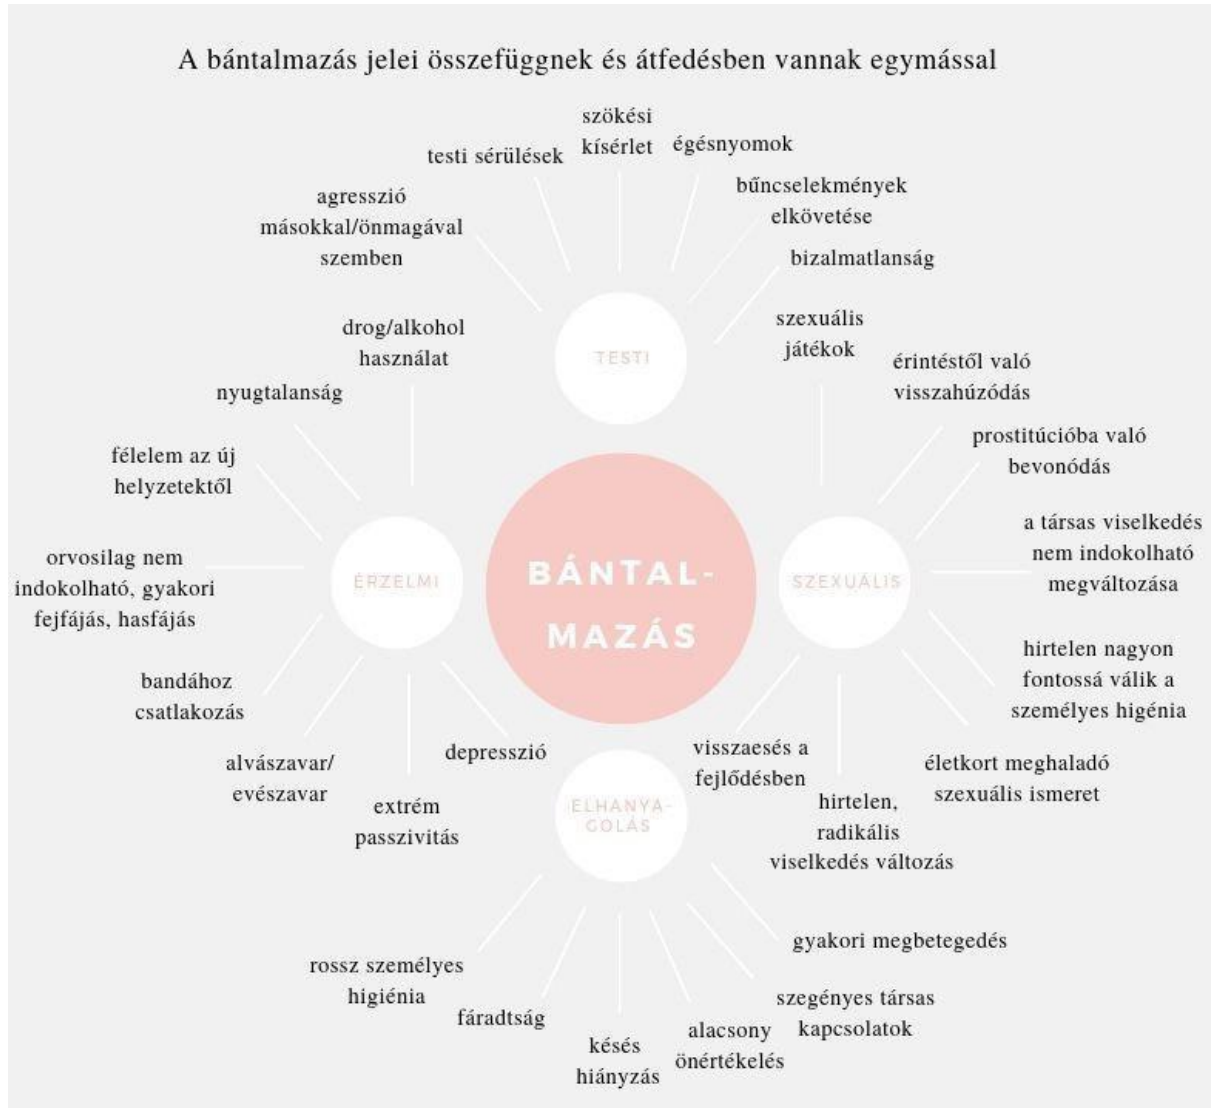 A bántalmazás jelei összefüggnek és átfedésben vannak egymással
szökési
kísérlet
testi sérülések
égésnyomok
agresszió
másokkal/önmagával
szemben
bűncselekmények
elkövetése
bizalmatlanság
TESTI
drog/alkohol
használat
nyugtalanság
félelem az új
helyzetektől
orvosilag nem
indokolható, gyakori
fejfájás, hasfájás
bandához
csatlakozás
alvászavar/
evészavar
extrém
passzivitás
depresszió
ÉRZELMI
BÁNTAL-
MAZÁS
SZEXUÁLIS
szexuális
játékok
érintéstől való
visszahúzódás
prostitúcióba való
bevonódás
a társas viselkedés
nem indokolható
megváltozása
hirtelen nagyon
fontossá válik a
személyes higénia
életkort meghaladó
szexuális ismeret
hirtelen,
radikális
viselkedés változás
visszaesés a
fejlődésben
ELHANYA-
GOLÁS
rossz személyes
higiénia
fáradtság
késés
hiányzás
alacsony
önértékelés
szegényes társas
kapcsolatok
gyakori megbetegedés